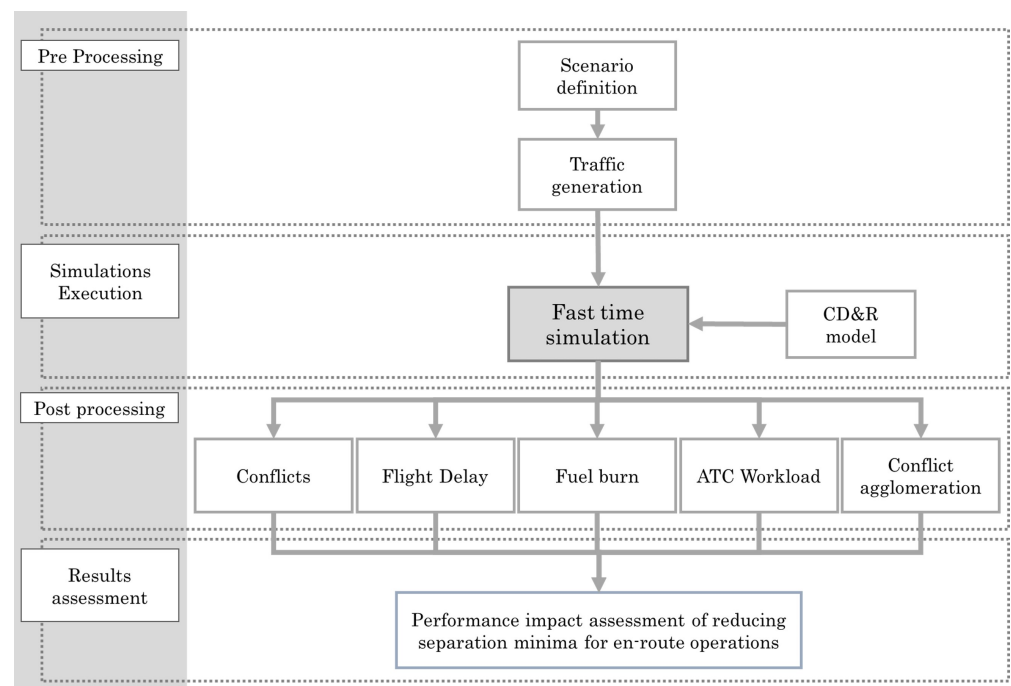 Pre Processing
Scenario
definition
Traffic
generation
Simulations
Execution
Fast time
simulation
CD&R
model
Post processing
Conflicts
Flight Delay
Fuel burn
ATC Workload
Conflict
agglomeration
Results
assessment
Performance impact assessment of reducing
separation minima for en-route operations